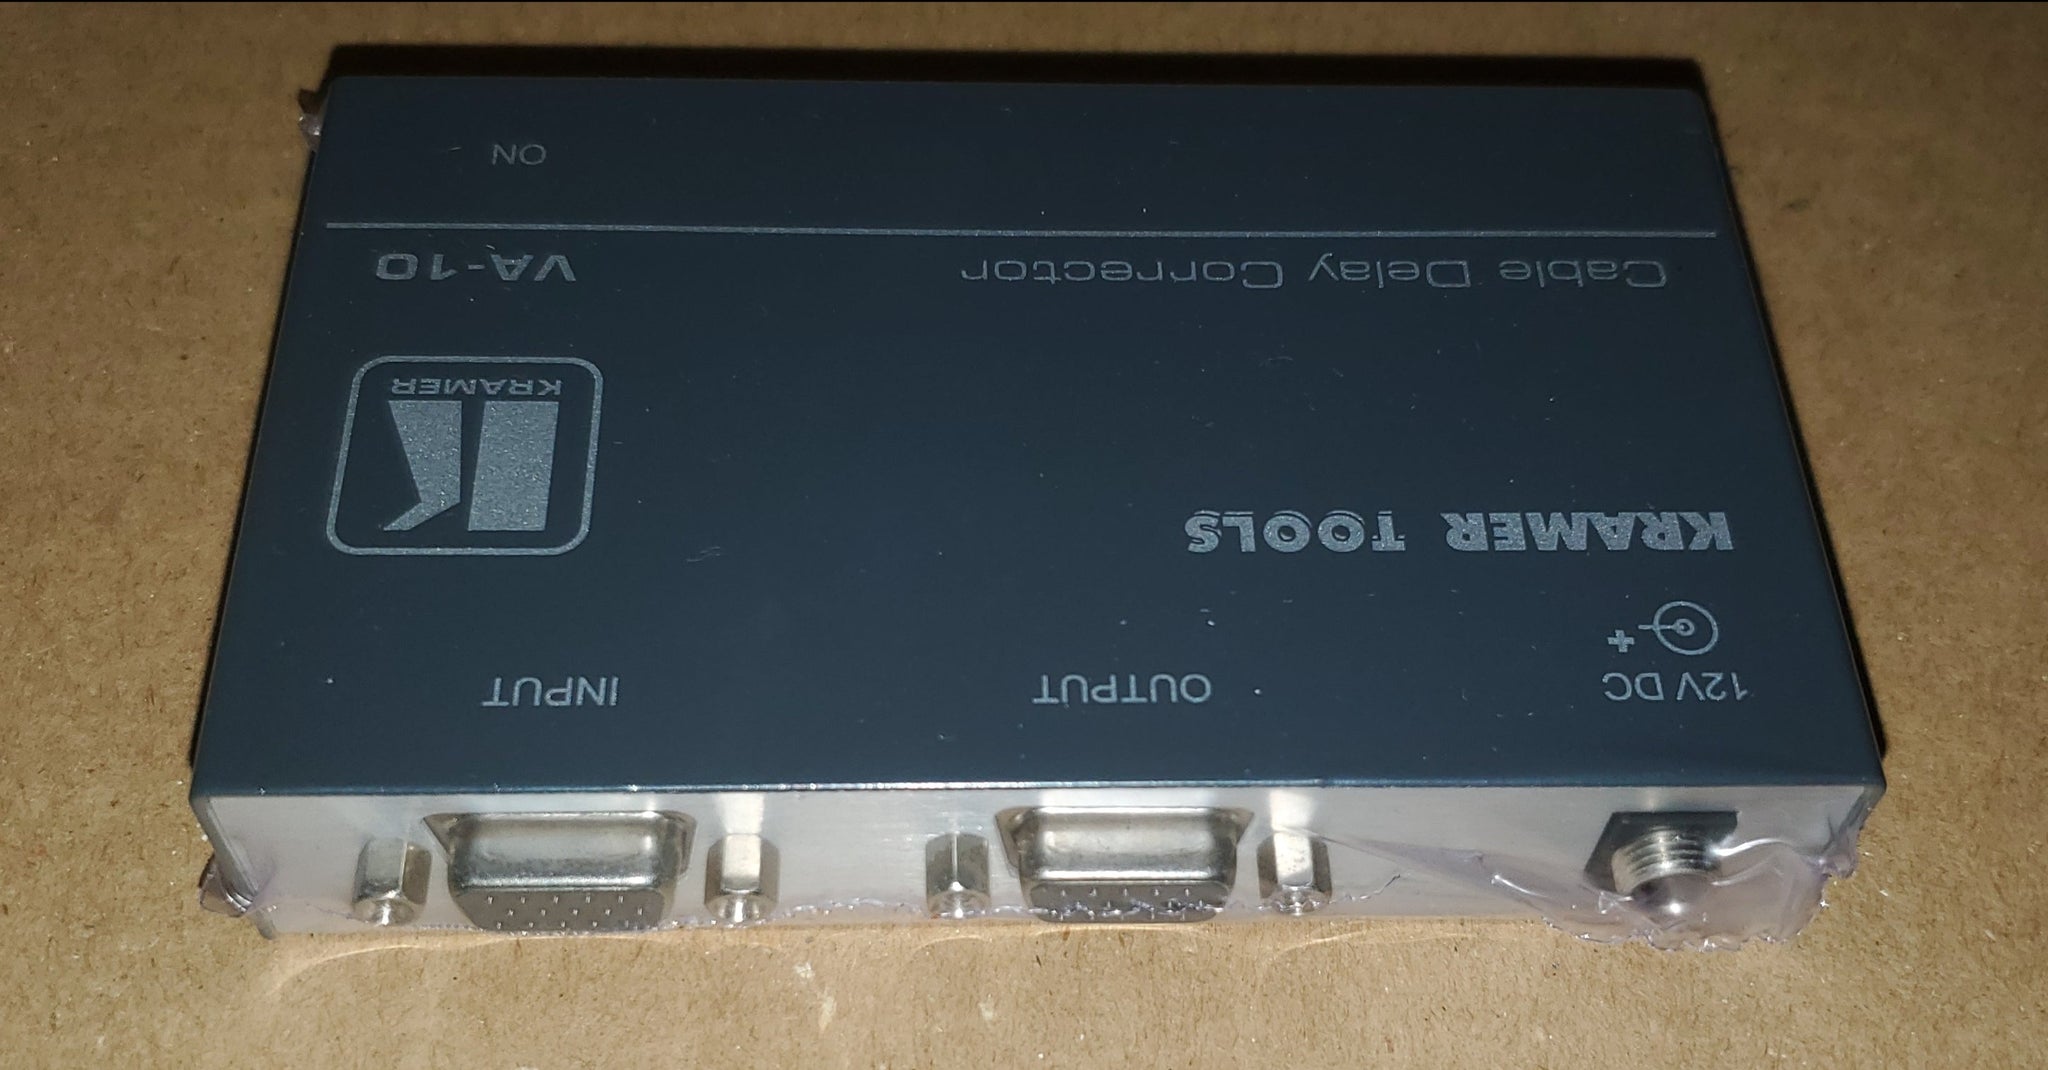 12V DC OUTPUT INPUT
+
KRAMER TOOLS
K
KRAMER
Cable Delay Corrector VA-10
ON